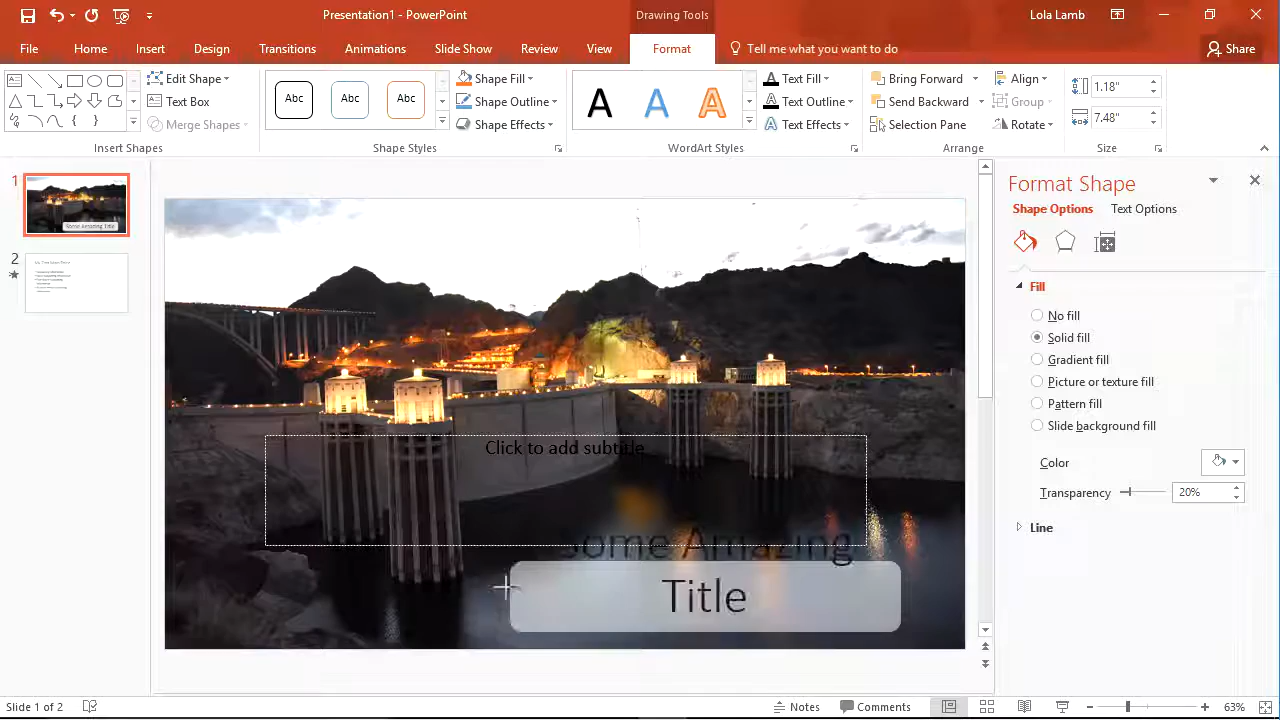 Presentation1 - PowerPoint
Drawing Tools
Lola Lamb
File Home Insert Design Transitions Animations Slide Show Review View Format Tell me what you want to do Share
Edit Shape
Text Box
Merge Shapes
Insert Shapes
Abc Abc Abc
Shape Fill
Shape Outline
Shape Effects
Shape Styles
A A A
Text Fill
Text Outline
Text Effects
WordArt Styles
Bring Forward
Send Backward
Selection Pane
Align
Group
Rotate
Arrange
1.18"
7.48"
Size
1
Some Amazing Title
2
Click to add subtitle
Some Amazing
Title
Format Shape
Shape Options Text Options
Fill
No fill
Solid fill
Gradient fill
Picture or texture fill
Pattern fill
Slide background fill
Color
Transparency 20%
Line
Slide 1 of 2
Notes Comments 63%